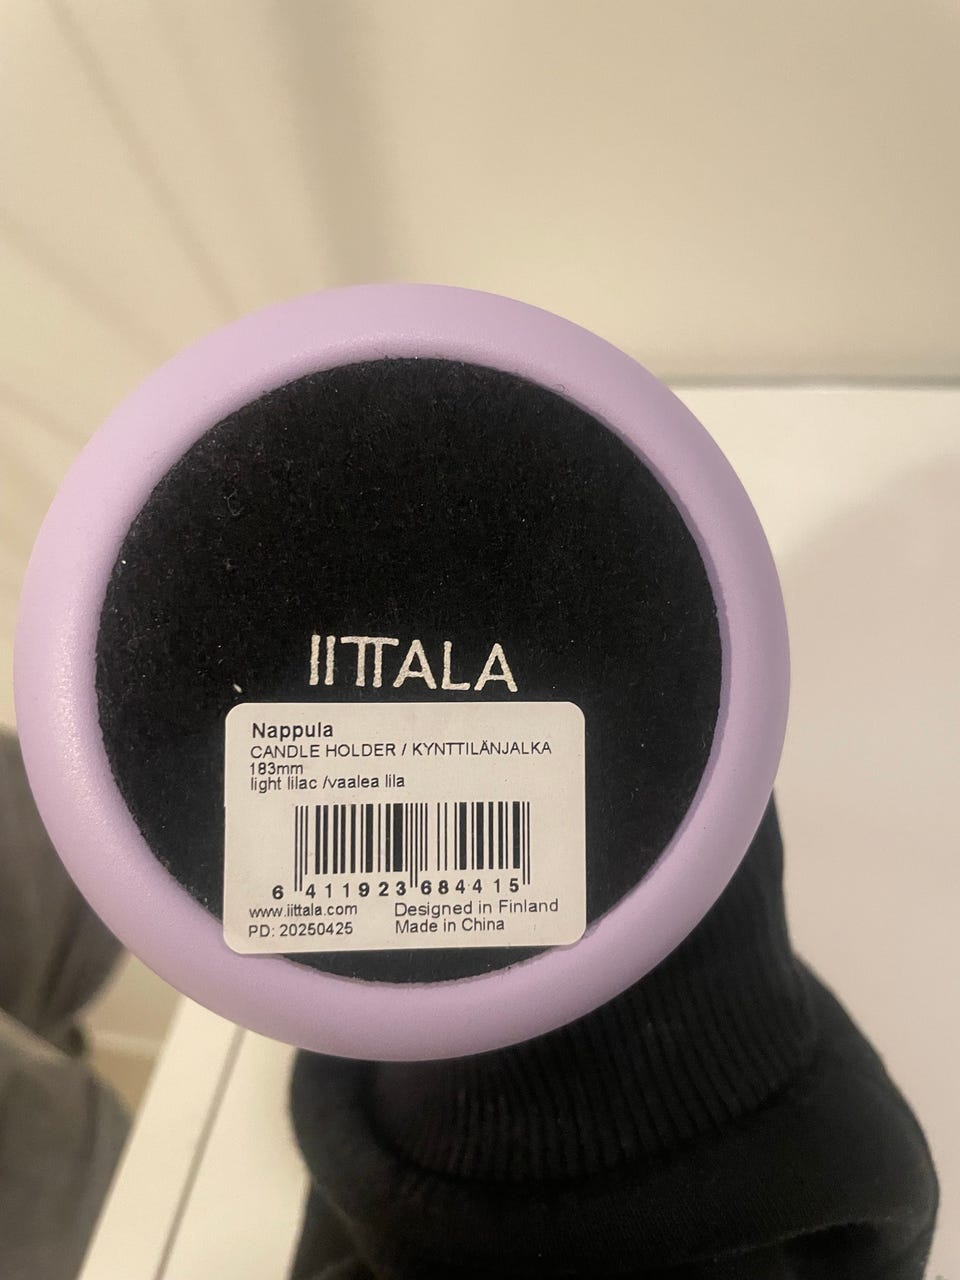 IITTALA
Nappula
CANDLE HOLDER / KYNTTILÄNJALKA
183mm
light lilac /vaalea lila
6 411923 684415
www.iittala.com Designed in Finland
PD: 20250425 Made in China